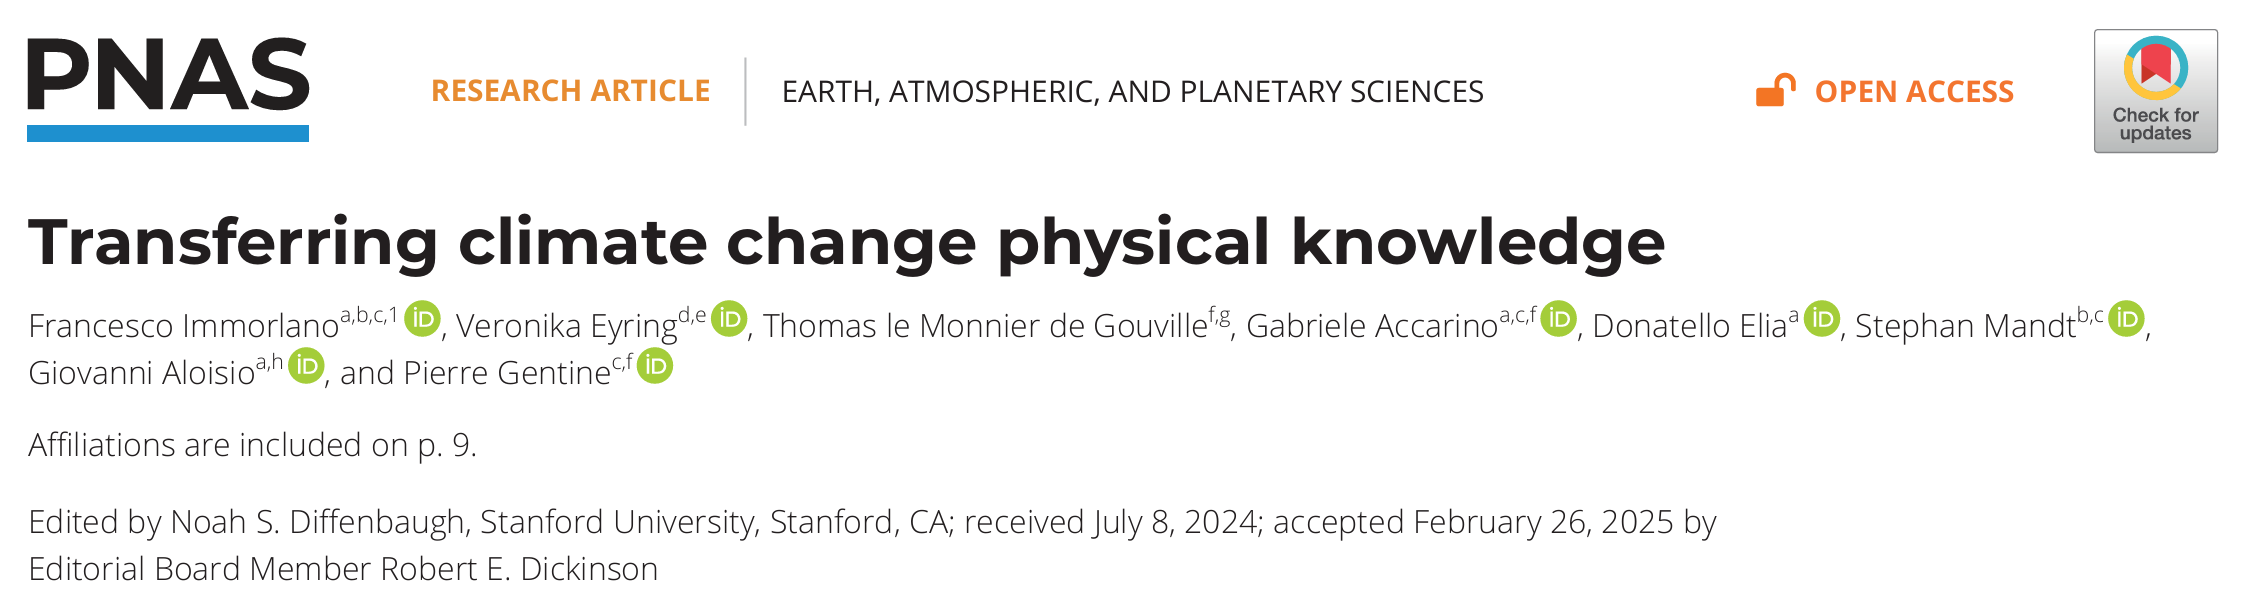 PNAS
RESEARCH ARTICLE | EARTH, ATMOSPHERIC, AND PLANETARY SCIENCES
OPEN ACCESS
Check for
updates
Transferring climate change physical knowledge
Francesco Immorlano^a,b,c,1 iD, Veronika Eyring^d,e iD, Thomas le Monnier de Gouville^f,g, Gabriele Accarino^a,c,f iD, Donatello Elia^a iD, Stephan Mandt^b,c iD,
Giovanni Aloisio^a,h iD, and Pierre Gentine^c,f iD
Affiliations are included on p. 9.
Edited by Noah S. Diffenbaugh, Stanford University, Stanford, CA; received July 8, 2024; accepted February 26, 2025 by
Editorial Board Member Robert E. Dickinson